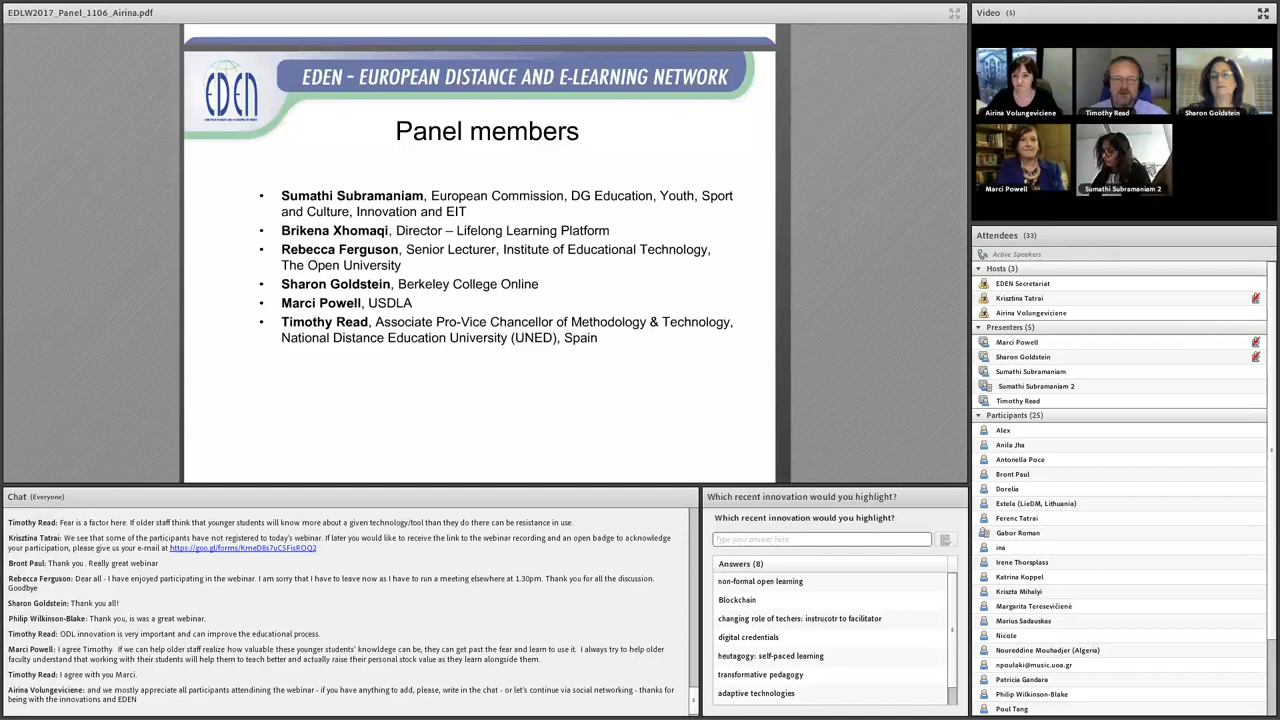 EDLW2017_Panel_1106_Airina.pdf
EDEN
EDEN - EUROPEAN DISTANCE AND E-LEARNING NETWORK
Panel members
• Sumathi Subramaniam, European Commission, DG Education, Youth, Sport
and Culture, Innovation and EIT
• Brikena Xhomaqi, Director – Lifelong Learning Platform
• Rebecca Ferguson, Senior Lecturer, Institute of Educational Technology,
The Open University
• Sharon Goldstein, Berkeley College Online
• Marci Powell, USDLA
• Timothy Read, Associate Pro-Vice Chancellor of Methodology & Technology,
National Distance Education University (UNED), Spain
Chat (Everyone)
Timothy Read: Fear is a factor here. If older staff think that younger students will know more about a given technology/tool than they do there can be resistance in use.
Krisztina Tatrai: We see that some of the participants have not registered to today's webinar. If later you would like to receive the link to the webinar recording and an open badge to acknowledge
your participation, please give us your e-mail at https://goo.gl/forms/KmeD8s7uC5FisROQ2
Bront Paul: Thank you . Really great webinar
Rebecca Ferguson: Dear all - I have enjoyed participating in the webinar. I am sorry that I have to leave now as I have to run a meeting elsewhere at 1.30pm. Thank you for all the discussion.
Goodbye
Sharon Goldstein: Thank you all!
Philip Wilkinson-Blake: Thank you, is was a great webinar.
Timothy Read: ODL innovation is very important and can improve the educational process.
Marci Powell: I agree Timothy. If we can help older staff realize how valuable these younger students' knowldege can be, they can get past the fear and learn to use it. I always try to help older
faculty understand that working with their students will help them to teach better and actually raise their personal stock value as they learn alongside them.
Timothy Read: I agree with you Marci.
Airina Volungeviciene: and we mostly appreciate all participants attendining the webinar - if you have anything to add, please, write in the chat - or let's continue via social networking - thanks for
being with the innovations and EDEN
Which recent innovation would you highlight?
Which recent innovation would you highlight?
Type your answer here.
Answers (8)
non-formal open learning
Blockchain
changing role of techers: instrucotr to facilitator
digital credentials
heutagogy: self-paced learning
transformative pedagogy
adaptive technologies
Video (5)
Airina Volungeviciene
Timothy Read
Sharon Goldstein
Marci Powell
Sumathi Subramaniam 2
Attendees (33)
Active Speakers
Hosts (3)
EDEN Secretariat
Krisztina Tatrai
Airina Volungeviciene
Presenters (5)
Marci Powell
Sharon Goldstein
Sumathi Subramaniam
Sumathi Subramaniam 2
Timothy Read
Participants (25)
Alex
Anila Jha
Antonella Poce
Bront Paul
Dorelia
Estela (LieDM, Lithuania)
Ferenc Tatrai
Gabor Roman
ina
Irene Thorsplass
Katrina Koppel
Kriszta Mihalyi
Margarita Teresevičienė
Marius Sadauskas
Nicole
Noureddine Mouhadjer (Algeria)
npoulaki@music.uoa.gr
Patricia Gandara
Philip Wilkinson-Blake
Poul Tang